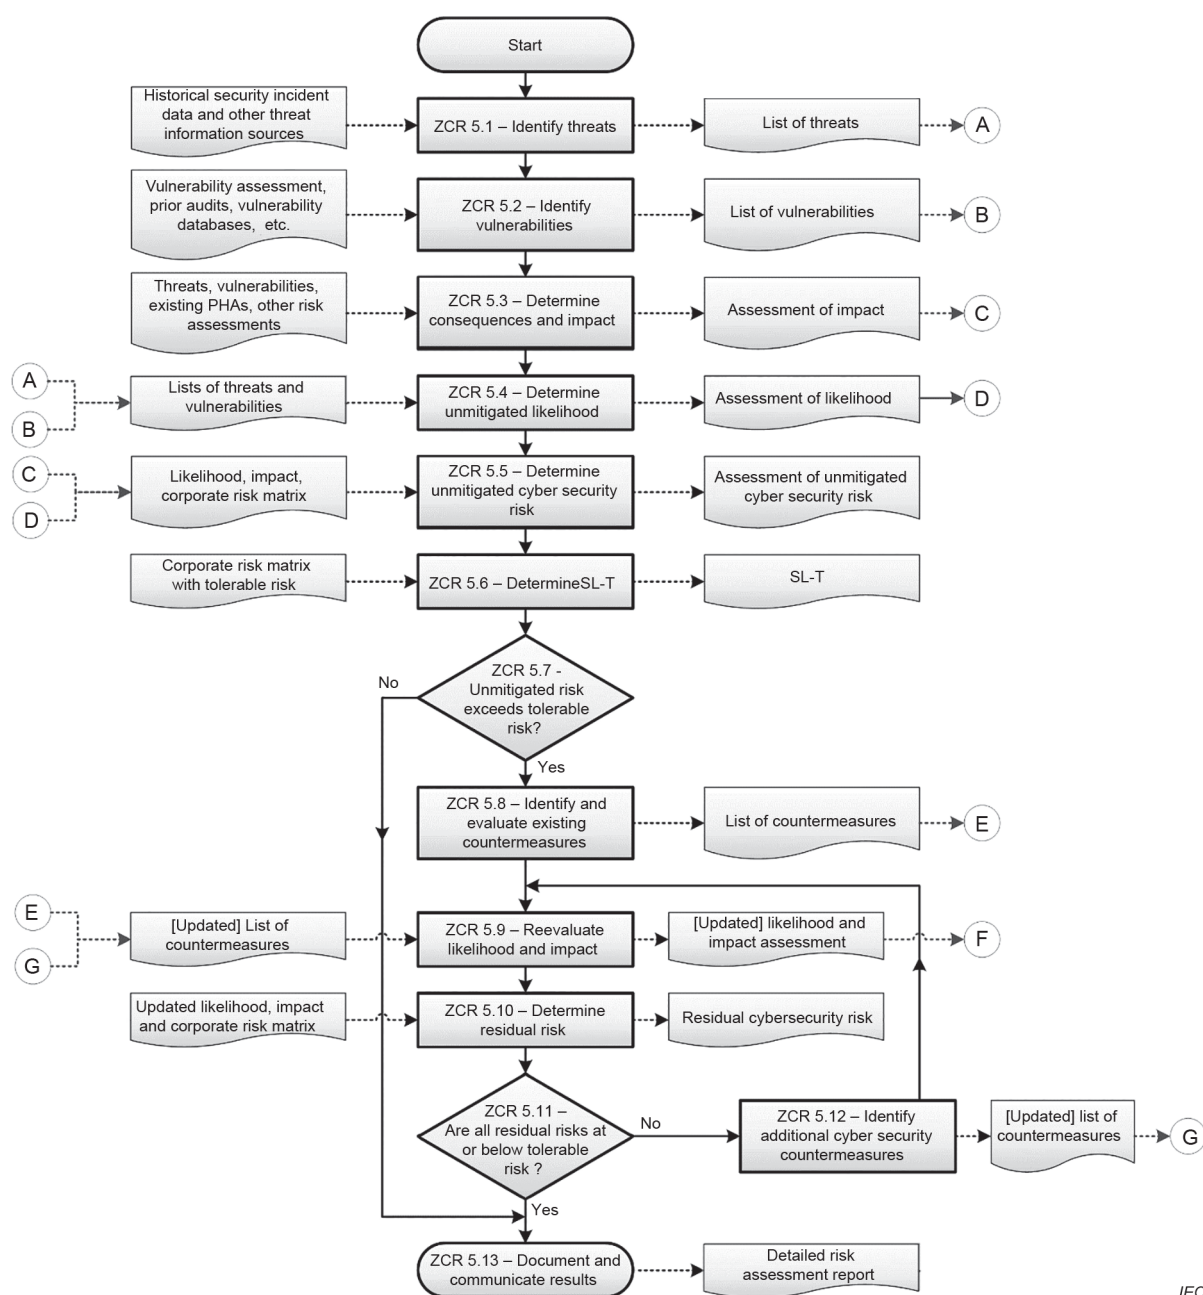 Start
Historical security incident
data and other threat
information sources
ZCR 5.1 – Identify threats
List of threats
A
Vulnerability assessment,
prior audits, vulnerability
databases, etc.
ZCR 5.2 – Identify
vulnerabilities
List of vulnerabilities
B
Threats, vulnerabilities,
existing PHAs, other risk
assessments
ZCR 5.3 – Determine
consequences and impact
Assessment of impact
C
A
B
Lists of threats and
vulnerabilities
ZCR 5.4 – Determine
unmitigated likelihood
Assessment of likelihood
D
C
D
Likelihood, impact,
corporate risk matrix
ZCR 5.5 – Determine
unmitigated cyber security
risk
Assessment of unmitigated
cyber security risk
Corporate risk matrix
with tolerable risk
ZCR 5.6 – DetermineSL-T
SL-T
ZCR 5.7 -
Unmitigated risk
exceeds tolerable
risk?
No
Yes
ZCR 5.8 – Identify and
evaluate existing
countermeasures
List of countermeasures
E
E
G
[Updated] List of
countermeasures
ZCR 5.9 – Reevaluate
likelihood and impact
[Updated] likelihood and
impact assessment
F
Updated likelihood, impact
and corporate risk matrix
ZCR 5.10 – Determine
residual risk
Residual cybersecurity risk
ZCR 5.11 –
Are all residual risks at
or below tolerable
risk ?
No
ZCR 5.12 – Identify
additional cyber security
countermeasures
[Updated] list of
countermeasures
G
Yes
ZCR 5.13 – Document and
communicate results
Detailed risk
assessment report
IEC